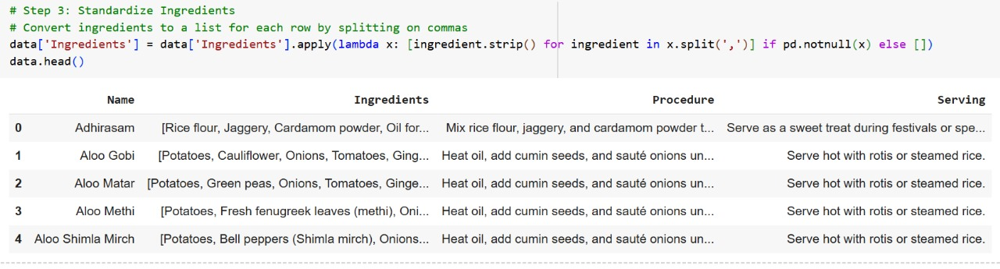 # Step 3: Standardize Ingredients
# Convert ingredients to a list for each row by splitting on commas
data['Ingredients'] = data['Ingredients'].apply(lambda x: [ingredient.strip() for ingredient in x.split(',')] if pd.notnull(x) else [])
data.head()
Name Ingredients Procedure Serving
0 Adhirasam [Rice flour, Jaggery, Cardamom powder, Oil for... Mix rice flour, jaggery, and cardamom powder t... Serve as a sweet treat during festivals or spe...
1 Aloo Gobi [Potatoes, Cauliflower, Onions, Tomatoes, Ging... Heat oil, add cumin seeds, and sauté onions un... Serve hot with rotis or steamed rice.
2 Aloo Matar [Potatoes, Green peas, Onions, Tomatoes, Ginge... Heat oil, add cumin seeds, and sauté onions un... Serve hot with rotis or steamed rice.
3 Aloo Methi [Potatoes, Fresh fenugreek leaves (methi), Oni... Heat oil, add cumin seeds, and sauté onions un... Serve hot with rotis or steamed rice.
4 Aloo Shimla Mirch [Potatoes, Bell peppers (Shimla mirch), Onions... Heat oil, add cumin seeds, and sauté onions un... Serve hot with rotis or steamed rice.